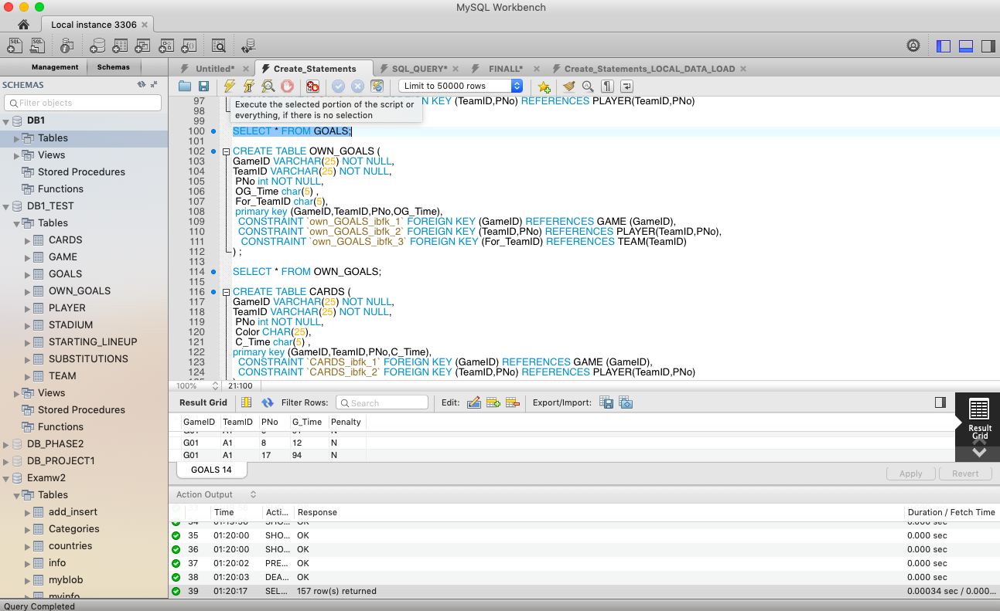 MySQL Workbench
Local instance 3306
Management Schemas
SCHEMAS
Filter objects
DB1
Tables
Views
Stored Procedures
Functions
DB1_TEST
Tables
CARDS
GAME
GOALS
OWN_GOALS
PLAYER
STADIUM
STARTING_LINEUP
SUBSTITUTIONS
TEAM
Views
Stored Procedures
Functions
DB_PHASE2
DB_PROJECT1
Examw2
Tables
add_insert
Categories
countries
info
myblob
myinfo
Untitled* Create_Statements SQL_QUERY* FINALL* Create_Statements_LOCAL_DATA_LOAD
Limit to 50000 rows
Execute the selected portion of the script or
everything, if there is no selection
97 N KEY (TeamID,PNo) REFERENCES PLAYER(TeamID,PNo)
98
99
100 SELECT * FROM GOALS;
101
102 CREATE TABLE OWN_GOALS (
103 GameID VARCHAR(25) NOT NULL,
104 TeamID VARCHAR(25) NOT NULL,
105 PNo int NOT NULL,
106 OG_Time char(5) ,
107 For_TeamID char(5),
108 primary key (GameID,TeamID,PNo,OG_Time),
109 CONSTRAINT `own_GOALS_ibfk_1` FOREIGN KEY (GameID) REFERENCES GAME (GameID),
110 CONSTRAINT `own_GOALS_ibfk_2` FOREIGN KEY (TeamID,PNo) REFERENCES PLAYER(TeamID,PNo),
111 CONSTRAINT `own_GOALS_ibfk_3` FOREIGN KEY (For_TeamID) REFERENCES TEAM(TeamID)
112 ) ;
113
114 SELECT * FROM OWN_GOALS;
115
116 CREATE TABLE CARDS (
117 GameID VARCHAR(25) NOT NULL,
118 TeamID VARCHAR(25) NOT NULL,
119 PNo int NOT NULL,
120 Color CHAR(25),
121 C_Time char(5) ,
122 primary key (GameID,TeamID,PNo,C_Time),
123 CONSTRAINT `CARDS_ibfk_1` FOREIGN KEY (GameID) REFERENCES GAME (GameID),
124 CONSTRAINT `CARDS_ibfk_2` FOREIGN KEY (TeamID,PNo) REFERENCES PLAYER(TeamID,PNo)
100% 21:100
Result Grid Filter Rows: Search Edit: Export/Import:
GameID TeamID PNo G_Time Penalty
G01 A1 8 12 N
G01 A1 17 94 N
Result
Grid
GOALS 14
Apply Revert
Action Output
Time Acti... Response Duration / Fetch Time
35 01:20:00 SHO... OK 0.000 sec
36 01:20:00 SHO... OK 0.000 sec
37 01:20:02 PRE... OK 0.000 sec
38 01:20:03 DEA... OK 0.000 sec
39 01:20:17 SEL... 157 row(s) returned 0.00034 sec / 0.000...
Query Completed